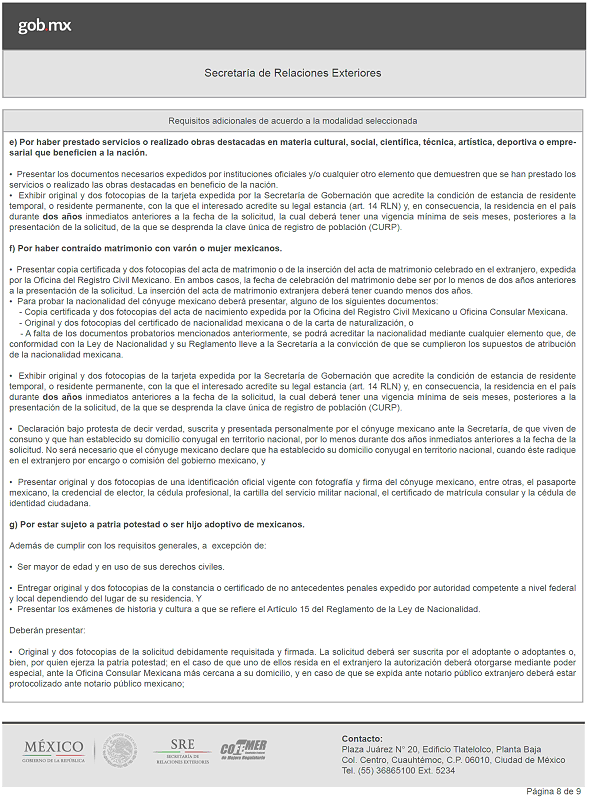 gob.mx
Secretaría de Relaciones Exteriores
Requisitos adicionales de acuerdo a la modalidad seleccionada
e) Por haber prestado servicios o realizado obras destacadas en materia cultural, social, científica, técnica, artística, deportiva o empre-
sarial que beneficien a la nación.
• Presentar los documentos necesarios expedidos por instituciones oficiales y/o cualquier otro elemento que demuestren que se han prestado los
servicios o realizado las obras destacadas en beneficio de la nación.
• Exhibir original y dos fotocopias de la tarjeta expedida por la Secretaría de Gobernación que acredite la condición de estancia de residente
temporal, o residente permanente, con la que el interesado acredite su legal estancia (art. 14 RLN) y, en consecuencia, la residencia en el país
durante dos años inmediatos anteriores a la fecha de la solicitud, la cual deberá tener una vigencia mínima de seis meses, posteriores a la
presentación de la solicitud, de la que se desprenda la clave única de registro de población (CURP).
f) Por haber contraído matrimonio con varón o mujer mexicanos.
• Presentar copia certificada y dos fotocopias del acta de matrimonio o de la inserción del acta de matrimonio celebrado en el extranjero, expedida
por la Oficina del Registro Civil Mexicano. En ambos casos, la fecha de celebración del matrimonio debe ser por lo menos de dos años anteriores
a la presentación de la solicitud. La inserción del acta de matrimonio extranjera deberá tener cuando menos dos años.
• Para probar la nacionalidad del cónyuge mexicano deberá presentar, alguno de los siguientes documentos:
- Copia certificada y dos fotocopias del acta de nacimiento expedida por la Oficina del Registro Civil Mexicano u Oficina Consular Mexicana.
- Original y dos fotocopias del certificado de nacionalidad mexicana o de la carta de naturalización, o
- A falta de los documentos probatorios mencionados anteriormente, se podrá acreditar la nacionalidad mediante cualquier elemento que, de
conformidad con la Ley de Nacionalidad y su Reglamento lleve a la Secretaría a la convicción de que se cumplieron los supuestos de atribución
de la nacionalidad mexicana.
• Exhibir original y dos fotocopias de la tarjeta expedida por la Secretaría de Gobernación que acredite la condición de estancia de residente
temporal, o residente permanente, con la que el interesado acredite su legal estancia (art. 14 RLN) y, en consecuencia, la residencia en el país
durante dos años inmediatos anteriores a la fecha de la solicitud, la cual deberá tener una vigencia mínima de seis meses, posteriores a la
presentación de la solicitud, de la que se desprenda la clave única de registro de población (CURP).
• Declaración bajo protesta de decir verdad, suscrita y presentada personalmente por el cónyuge mexicano ante la Secretaría, de que viven de
consuno y que han establecido su domicilio conyugal en territorio nacional, por lo menos durante dos años inmediatos anteriores a la fecha de la
solicitud. No será necesario que el cónyuge mexicano declare que ha establecido su domicilio conyugal en territorio nacional, cuando éste radique
en el extranjero por encargo o comisión del gobierno mexicano, y
• Presentar original y dos fotocopias de una identificación oficial vigente con fotografía y firma del cónyuge mexicano, entre otras, el pasaporte
mexicano, la credencial de elector, la cédula profesional, la cartilla del servicio militar nacional, el certificado de matrícula consular y la cédula de
identidad ciudadana.
g) Por estar sujeto a patria potestad o ser hijo adoptivo de mexicanos.
Además de cumplir con los requisitos generales, a excepción de:
• Ser mayor de edad y en uso de sus derechos civiles.
• Entregar original y dos fotocopias de la constancia o certificado de no antecedentes penales expedido por autoridad competente a nivel federal
y local dependiendo del lugar de su residencia. Y
• Presentar los exámenes de historia y cultura a que se refiere el Artículo 15 del Reglamento de la Ley de Nacionalidad.
Deberán presentar:
• Original y dos fotocopias de la solicitud debidamente requisitada y firmada. La solicitud deberá ser suscrita por el adoptante o adoptantes o,
bien, por quien ejerza la patria potestad; en el caso de que uno de ellos resida en el extranjero la autorización deberá otorgarse mediante poder
especial, ante la Oficina Consular Mexicana más cercana a su domicilio, y en caso de que se expida ante notario público extranjero deberá estar
protocolizado ante notario público mexicano;
MÉXICO
GOBIERNO DE LA REPÚBLICA
SRE
SECRETARÍA DE
RELACIONES EXTERIORES
COFEMER
de Mejora Regulatoria
Contacto:
Plaza Juárez N° 20, Edificio Tlatelolco, Planta Baja
Col. Centro, Cuauhtémoc, C.P. 06010, Ciudad de México
Tel. (55) 36865100 Ext. 5234
Página 8 de 9